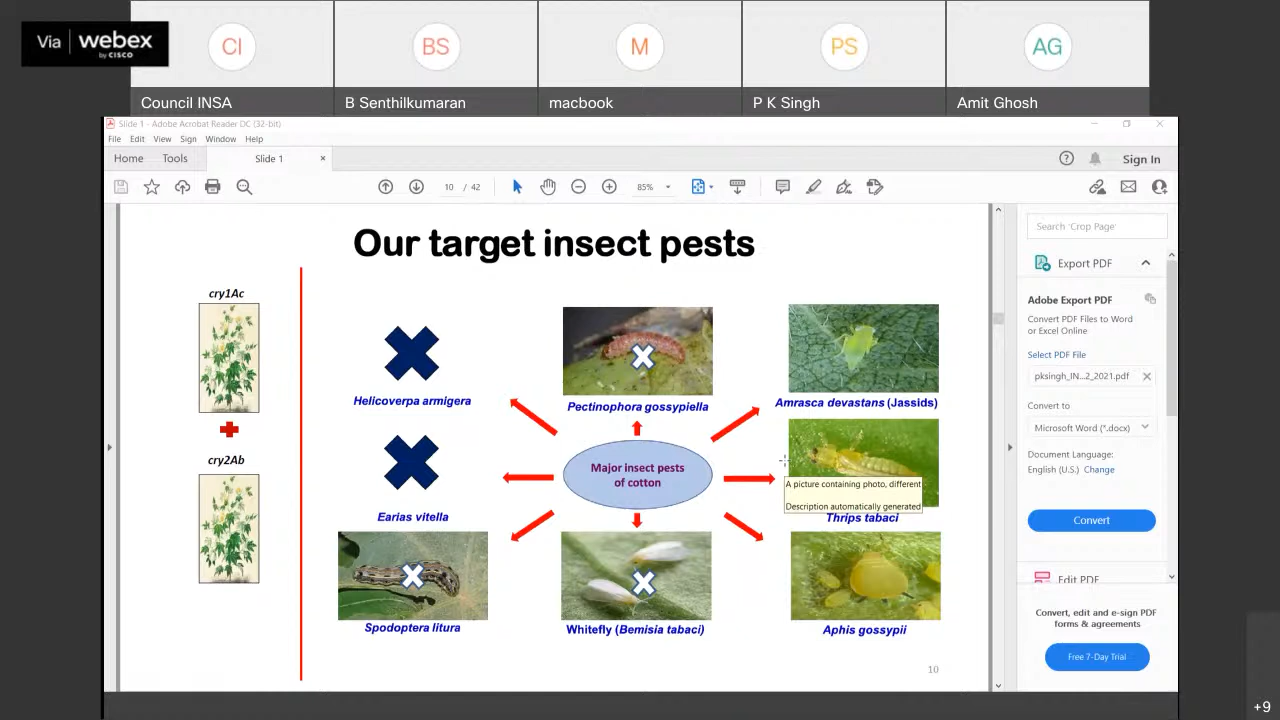 Via webex
by CISCO
CI
BS
M
PS
AG
Council INSA
B Senthilkumaran
macbook
P K Singh
Amit Ghosh
Slide 1 - Adobe Acrobat Reader DC (32-bit)
File Edit View Sign Window Help
Home Tools Slide 1 × Sign In
10 / 42 85%
Our target insect pests
cry1Ac
cry2Ab
Helicoverpa armigera
Pectinophora gossypiella
Amrasca devastans (Jassids)
Major insect pests
of cotton
A picture containing photo, different
Description automatically generated
Earias vitella
Thrips tabaci
Spodoptera litura
Whitefly (Bemisia tabaci)
Aphis gossypii
10
Search 'Crop Page'
Export PDF
Adobe Export PDF
Convert PDF Files to Word
or Excel Online
Select PDF File
pksingh_IN...2_2021.pdf
Convert to
Microsoft Word (*.docx)
Document Language:
English (U.S.) Change
Convert
Edit PDF
Convert, edit and e-sign PDF
forms & agreements
Free 7-Day Trial
+9